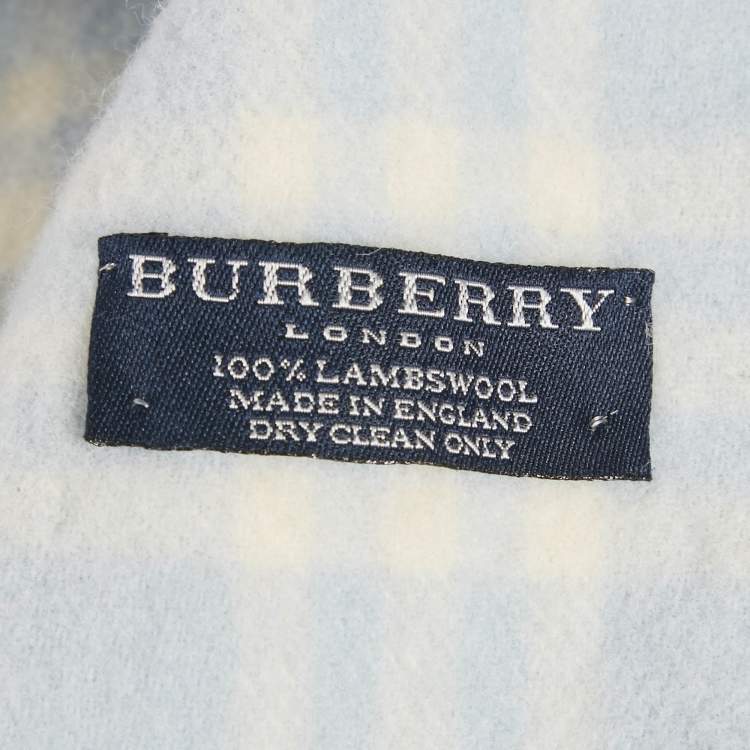 BURBERRY
LONDON
100% LAMBSWOOL
MADE IN ENGLAND
DRY CLEAN ONLY